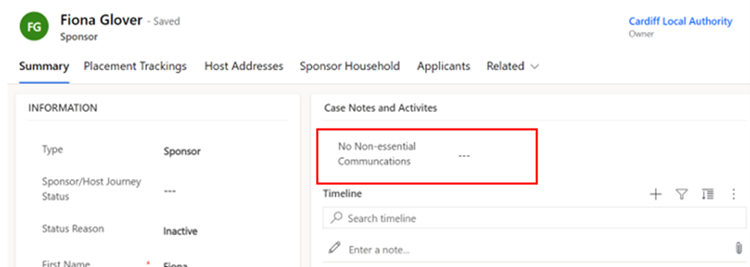 FG
Fiona Glover - Saved
Sponsor
Cardiff Local Authority
Owner
Summary Placement Trackings Host Addresses Sponsor Household Applicants Related
INFORMATION
Type Sponsor
Sponsor/Host Journey
Status ---
Status Reason Inactive
First Name * Fiona
Case Notes and Activites
No Non-essential
Communcations ---
Timeline
Search timeline
Enter a note...